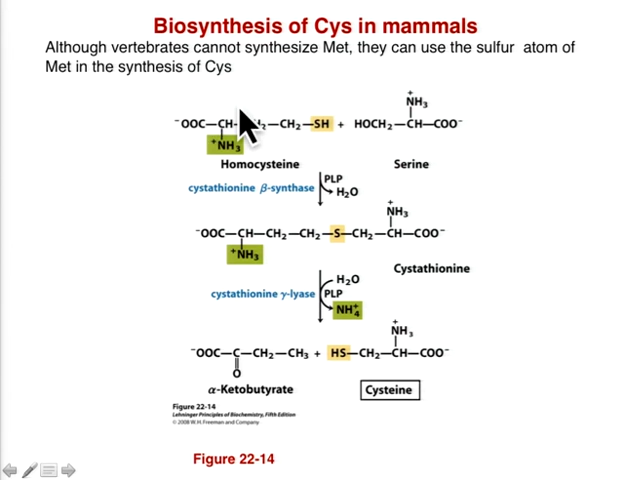 Biosynthesis of Cys in mammals
Although vertebrates cannot synthesize Met, they can use the sulfur atom of
Met in the synthesis of Cys
⁺NH₃
⁻OOC—CH—₂—CH₂—SH + HOCH₂—CH—COO⁻
⁺NH₃
Homocysteine Serine
cystathionine β-synthase PLP
H₂O
⁺NH₃
⁻OOC—CH—CH₂—CH₂—S—CH₂—CH—COO⁻
⁺NH₃
Cystathionine
H₂O
cystathionine γ-lyase PLP
NH₄⁺
⁺NH₃
⁻OOC—C—CH₂—CH₃ + HS—CH₂—CH—COO⁻
O
α-Ketobutyrate Cysteine
Figure 22-14
Lehninger Principles of Biochemistry, Fifth Edition
© 2008 W.H. Freeman and Company
Figure 22-14